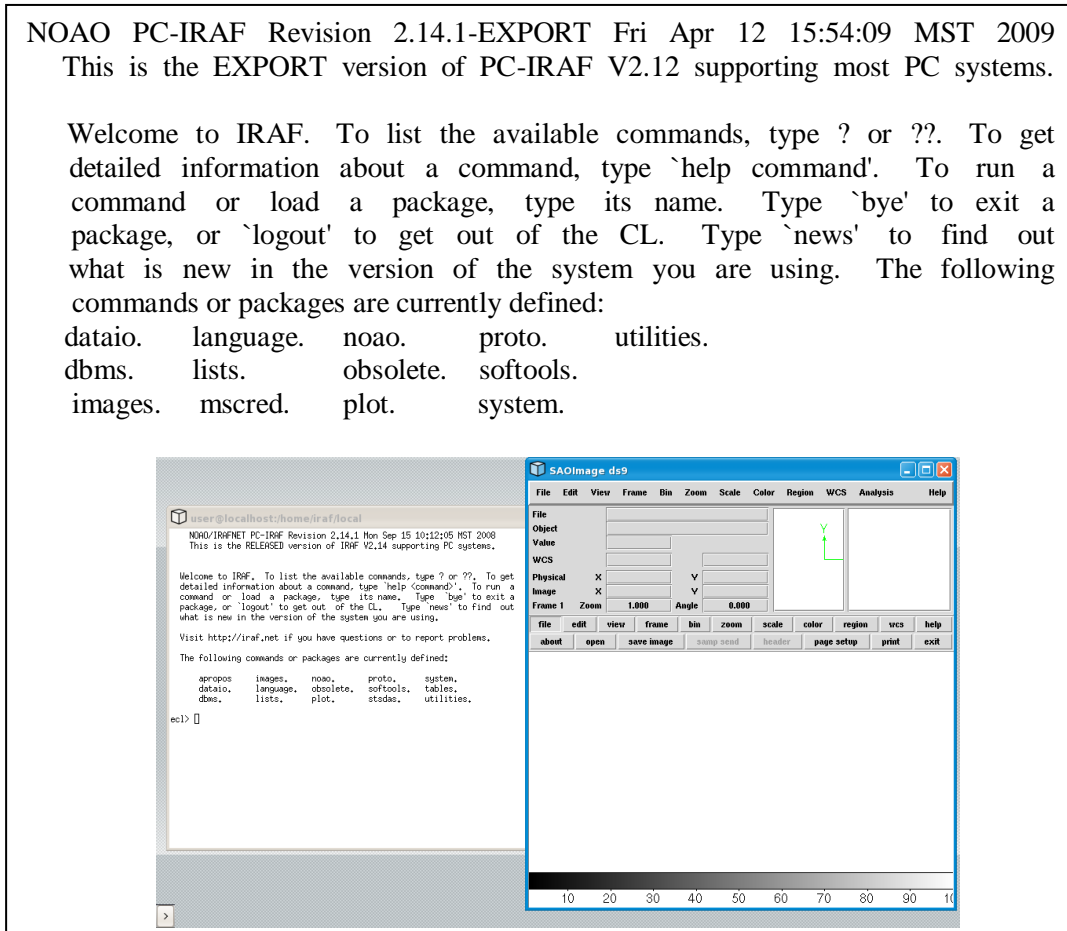 NOAO PC-IRAF Revision 2.14.1-EXPORT Fri Apr 12 15:54:09 MST 2009
This is the EXPORT version of PC-IRAF V2.12 supporting most PC systems.
Welcome to IRAF. To list the available commands, type ? or ??. To get
detailed information about a command, type `help command'. To run a
command or load a package, type its name. Type `bye' to exit a
package, or `logout' to get out of the CL. Type `news' to find out
what is new in the version of the system you are using. The following
commands or packages are currently defined:
dataio. language. noao. proto. utilities.
dbms. lists. obsolete. softools.
images. mscred. plot. system.
user@localhost:/home/iraf/local
NOAO/IRAFNET PC-IRAF Revision 2.14.1 Mon Sep 15 10:12:05 MST 2008
This is the RELEASED version of IRAF V2.14 supporting PC systems.
Welcome to IRAF. To list the available commands, type ? or ??. To get
detailed information about a command, type `help <command>'. To run a
command or load a package, type its name. Type `bye' to exit a
package, or `logout' to get out of the CL. Type `news' to find out
what is new in the version of the system you are using.
Visit http://iraf.net if you have questions or to report problems.
The following commands or packages are currently defined:
apropos images. noao. proto. system.
dataio. language. obsolete. softools. tables.
dbms. lists. plot. stsdas. utilities.
ecl>
SAOImage ds9
File Edit View Frame Bin Zoom Scale Color Region WCS Analysis Help
File
Object
Value
WCS
Physical X Y
Image X Y
Frame 1 Zoom 1.000 Angle 0.000
Y
file edit view frame bin zoom scale color region wcs help
about open save image samp send header page setup print exit
10 20 30 40 50 60 70 80 90 10
>